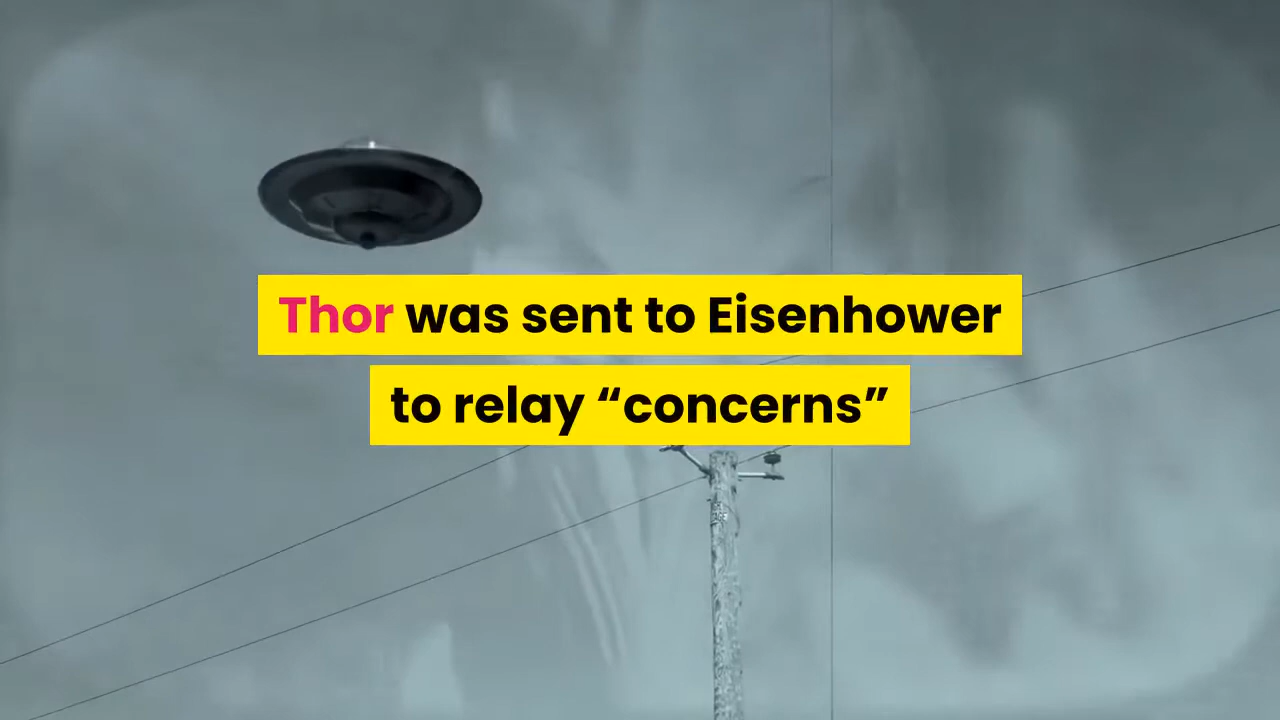 Thor was sent to Eisenhower
to relay “concerns”